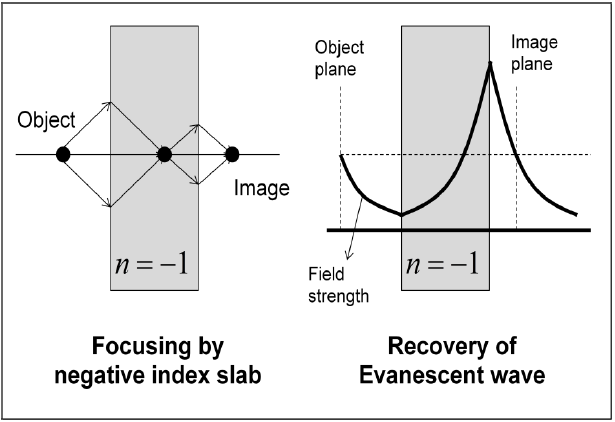 Object
Image
n = −1
Focusing by
negative index slab
Object
plane
Image
plane
Field
strength
n = −1
Recovery of
Evanescent wave